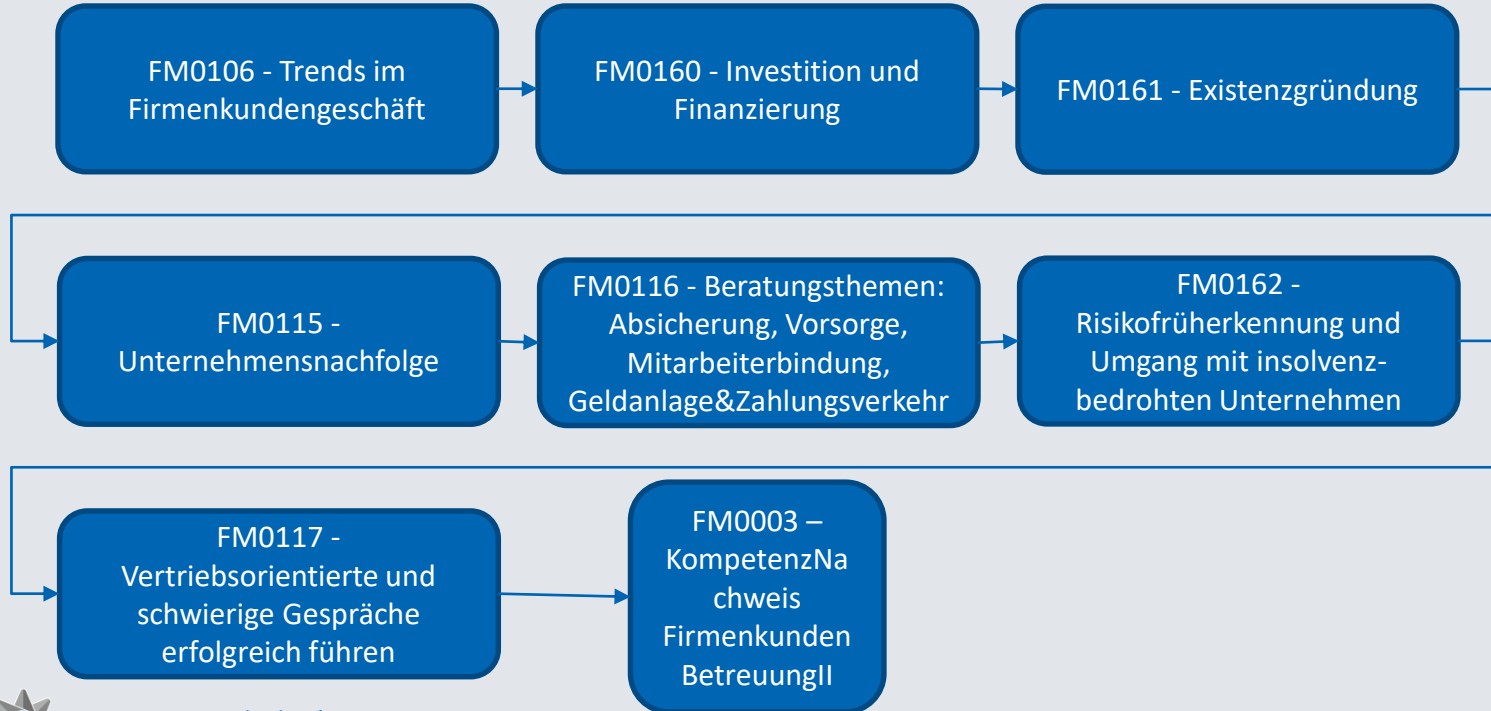 FM0106 - Trends im
Firmenkundengeschäft
FM0160 - Investition und
Finanzierung
FM0161 - Existenzgründung
FM0115 -
Unternehmensnachfolge
FM0116 - Beratungsthemen:
Absicherung, Vorsorge,
Mitarbeiterbindung,
Geldanlage&Zahlungsverkehr
FM0162 -
Risikofrüherkennung und
Umgang mit insolvenz-
bedrohten Unternehmen
FM0117 -
Vertriebsorientierte und
schwierige Gespräche
erfolgreich führen
FM0003 –
KompetenzNa
chweis
Firmenkunden
BetreuungII